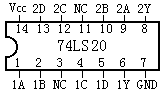 Vcc 2D 2C NC 2B 2A 2Y
14 13 12 11 10 9 8
74LS20
1 2 3 4 5 6 7
1A 1B NC 1C 1D 1Y GND